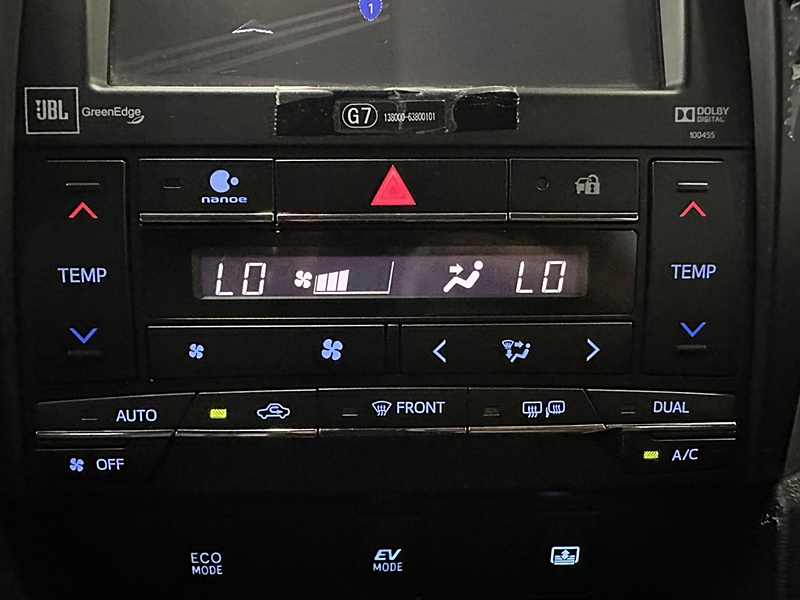 1
JBL GreenEdge
G7 138000-63800101
DOLBY
DIGITAL
100455
nanoe
TEMP
LO LO
TEMP
AUTO
FRONT
DUAL
OFF
A/C
ECO
MODE
EV
MODE